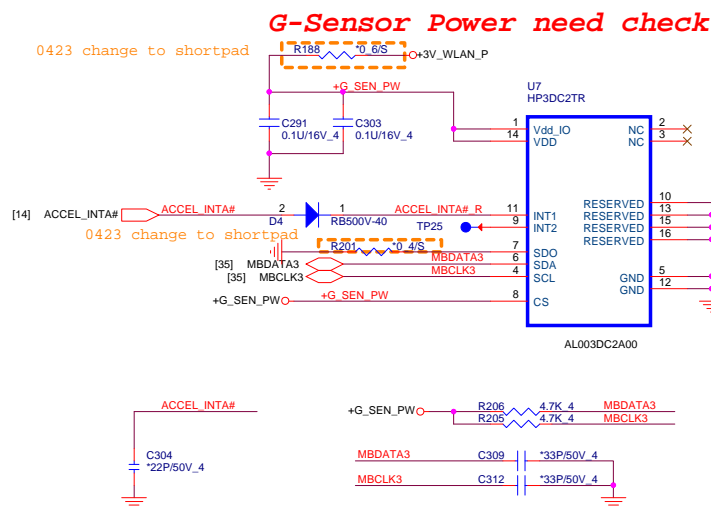 G-Sensor Power need check
0423 change to shortpad
R188
*0_6/S
+3V_WLAN_P
U7
HP3DC2TR
+G_SEN_PW
C291
0.1U/16V_4
C303
0.1U/16V_4
1
14
Vdd_IO
VDD
NC
NC
2
3
[14]
ACCEL_INTA#
ACCEL_INTA#
2
1
D4
RB500V-40
ACCEL_INTA#_R
TP25
11
9
INT1
INT2
RESERVED
RESERVED
RESERVED
RESERVED
10
13
15
16
0423 change to shortpad
R201
*0_4/S
7
SDO
[35]
MBDATA3
MBDATA3
6
SDA
[35]
MBCLK3
MBCLK3
4
SCL
GND
GND
5
12
+G_SEN_PW
+G_SEN_PW
8
CS
AL003DC2A00
ACCEL_INTA#
C304
*22P/50V_4
+G_SEN_PW
R206
4.7K_4
MBDATA3
R205
4.7K_4
MBCLK3
MBDATA3
C309
*33P/50V_4
MBCLK3
C312
*33P/50V_4